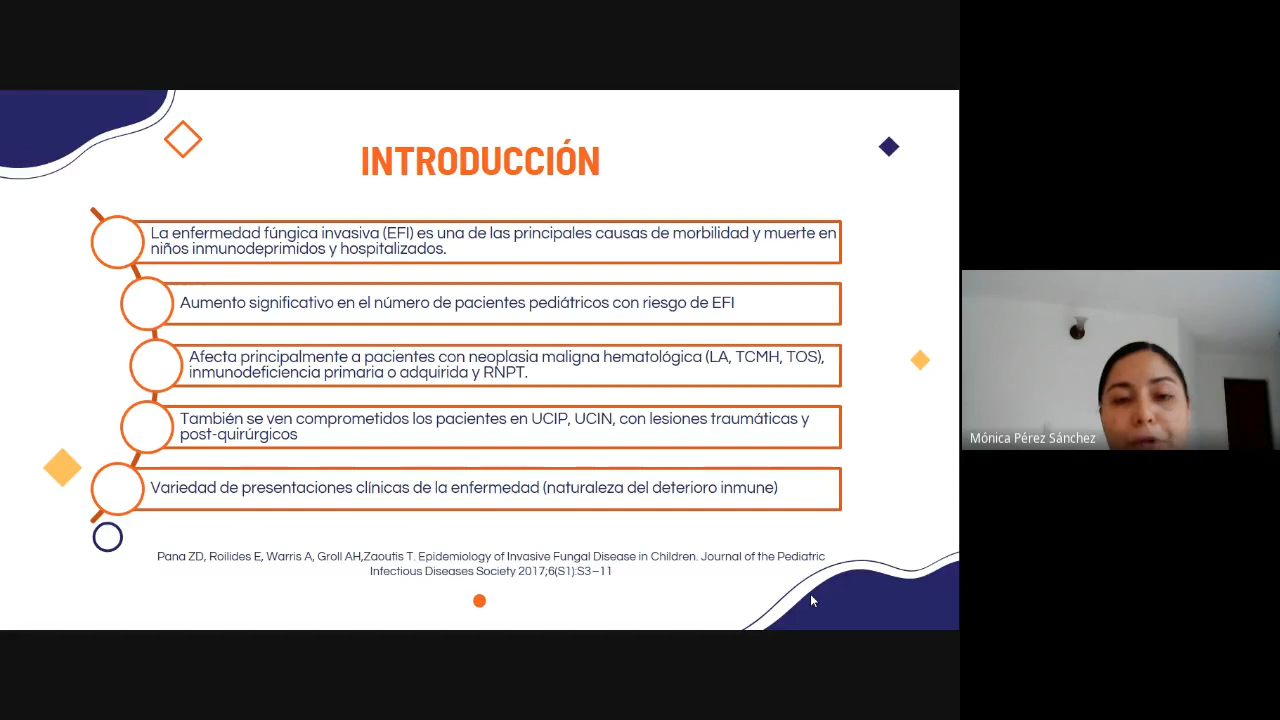 INTRODUCCIÓN
La enfermedad fúngica invasiva (EFI) es una de las principales causas de morbilidad y muerte en
niños inmunodeprimidos y hospitalizados.
Aumento significativo en el número de pacientes pediátricos con riesgo de EFI
Afecta principalmente a pacientes con neoplasia maligna hematológica (LA, TCMH, TOS),
inmunodeficiencia primaria o adquirida y RNPT.
También se ven comprometidos los pacientes en UCIP, UCIN, con lesiones traumáticas y
post-quirúrgicos
Variedad de presentaciones clínicas de la enfermedad (naturaleza del deterioro inmune)
Pana ZD, Roilides E, Warris A, Groll AH,Zaoutis T. Epidemiology of Invasive Fungal Disease in Children. Journal of the Pediatric
Infectious Diseases Society 2017;6(S1):S3–11
Mónica Pérez Sánchez